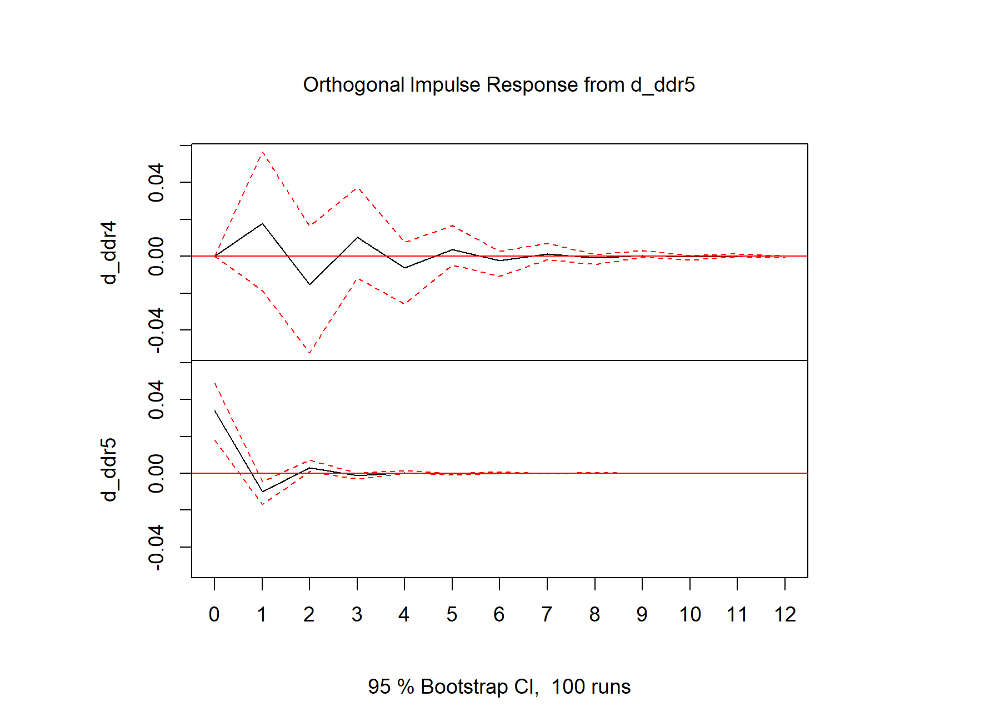 Orthogonal Impulse Response from d_ddr5
d_ddr4
0.04
0.00
-0.04
d_ddr5
0.04
0.00
-0.04
0 1 2 3 4 5 6 7 8 9 10 11 12
95 % Bootstrap CI,  100 runs